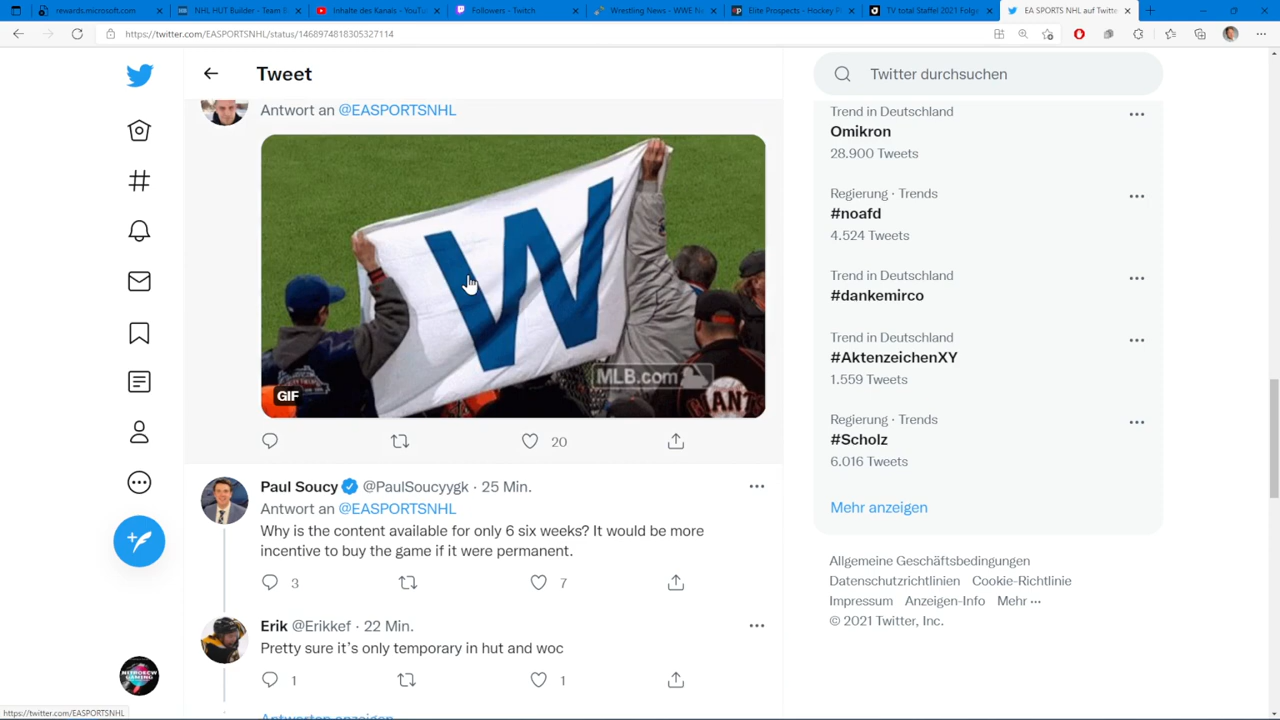 rewards.microsoft.com
NHL HUT Builder - Team B
Inhalte des Kanals - YouTu
Followers - Twitch
Wrestling News - WWE Ne
Elite Prospects - Hockey P
TV total Staffel 2021 Folge
EA SPORTS NHL auf Twitte
https://twitter.com/EASPORTSNHL/status/1468974818305327114
Tweet
Antwort an @EASPORTSNHL
W
MLB.com
GIANTS
GIF
20
Paul Soucy @PaulSoucyygk · 25 Min.
Antwort an @EASPORTSNHL
Why is the content available for only 6 six weeks? It would be more
incentive to buy the game if it were permanent.
3 7
Erik @Erikkef · 22 Min.
Pretty sure it's only temporary in hut and woc
1 1
Antworten anzeigen
Twitter durchsuchen
Trend in Deutschland
Omikron
28.900 Tweets
Regierung · Trends
#noafd
4.524 Tweets
Trend in Deutschland
#dankemirco
Trend in Deutschland
#AktenzeichenXY
1.559 Tweets
Regierung · Trends
#Scholz
6.016 Tweets
Mehr anzeigen
Allgemeine Geschäftsbedingungen
Datenschutzrichtlinien Cookie-Richtlinie
Impressum Anzeigen-Info Mehr ···
© 2021 Twitter, Inc.
https://twitter.com/EASPORTSNHL